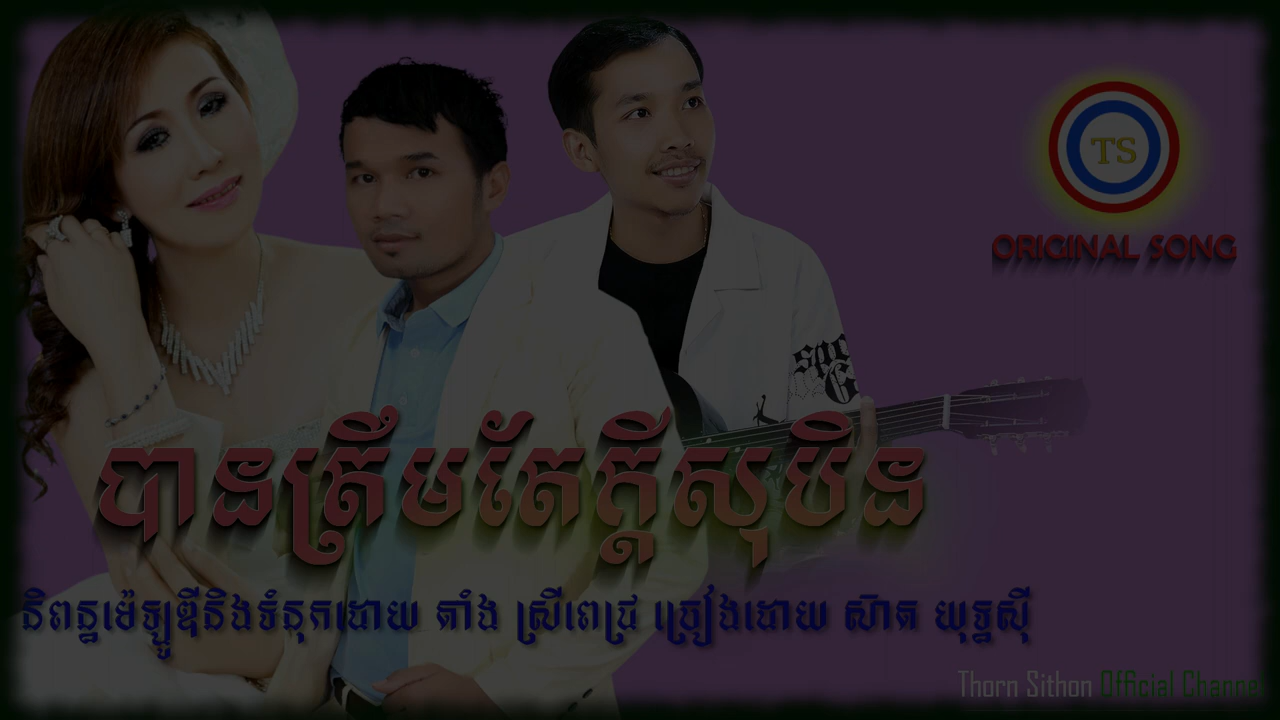 TS
ORIGINAL SONG
បានត្រឹមតែក្ដីសុបិន
និពន្ធម៉េឡូឌីនិងទំនុកដោយ តាំង ស្រីពេជ្រ ច្រៀងដោយ ស៊ាត យុទ្ធស៊ី
Thorn Sithon Official Channel